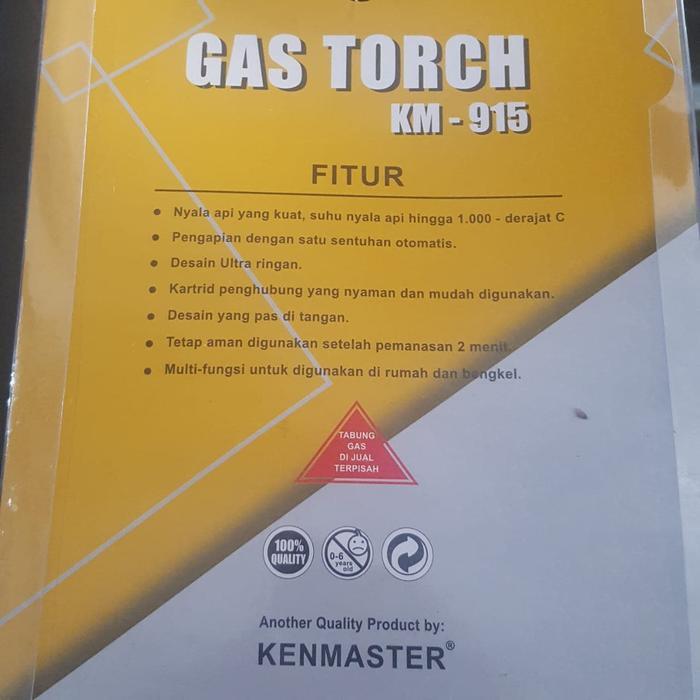 GAS TORCH
KM - 915
FITUR
• Nyala api yang kuat, suhu nyala api hingga 1.000 - derajat C
• Pengapian dengan satu sentuhan otomatis.
• Desain Ultra ringan.
• Kartrid penghubung yang nyaman dan mudah digunakan.
• Desain yang pas di tangan.
• Tetap aman digunakan setelah pemanasan 2 menit.
• Multi-fungsi untuk digunakan di rumah dan bengkel.
TABUNG
GAS
DI JUAL
TERPISAH
100%
QUALITY
0-6
years
old
Another Quality Product by:
KENMASTER®